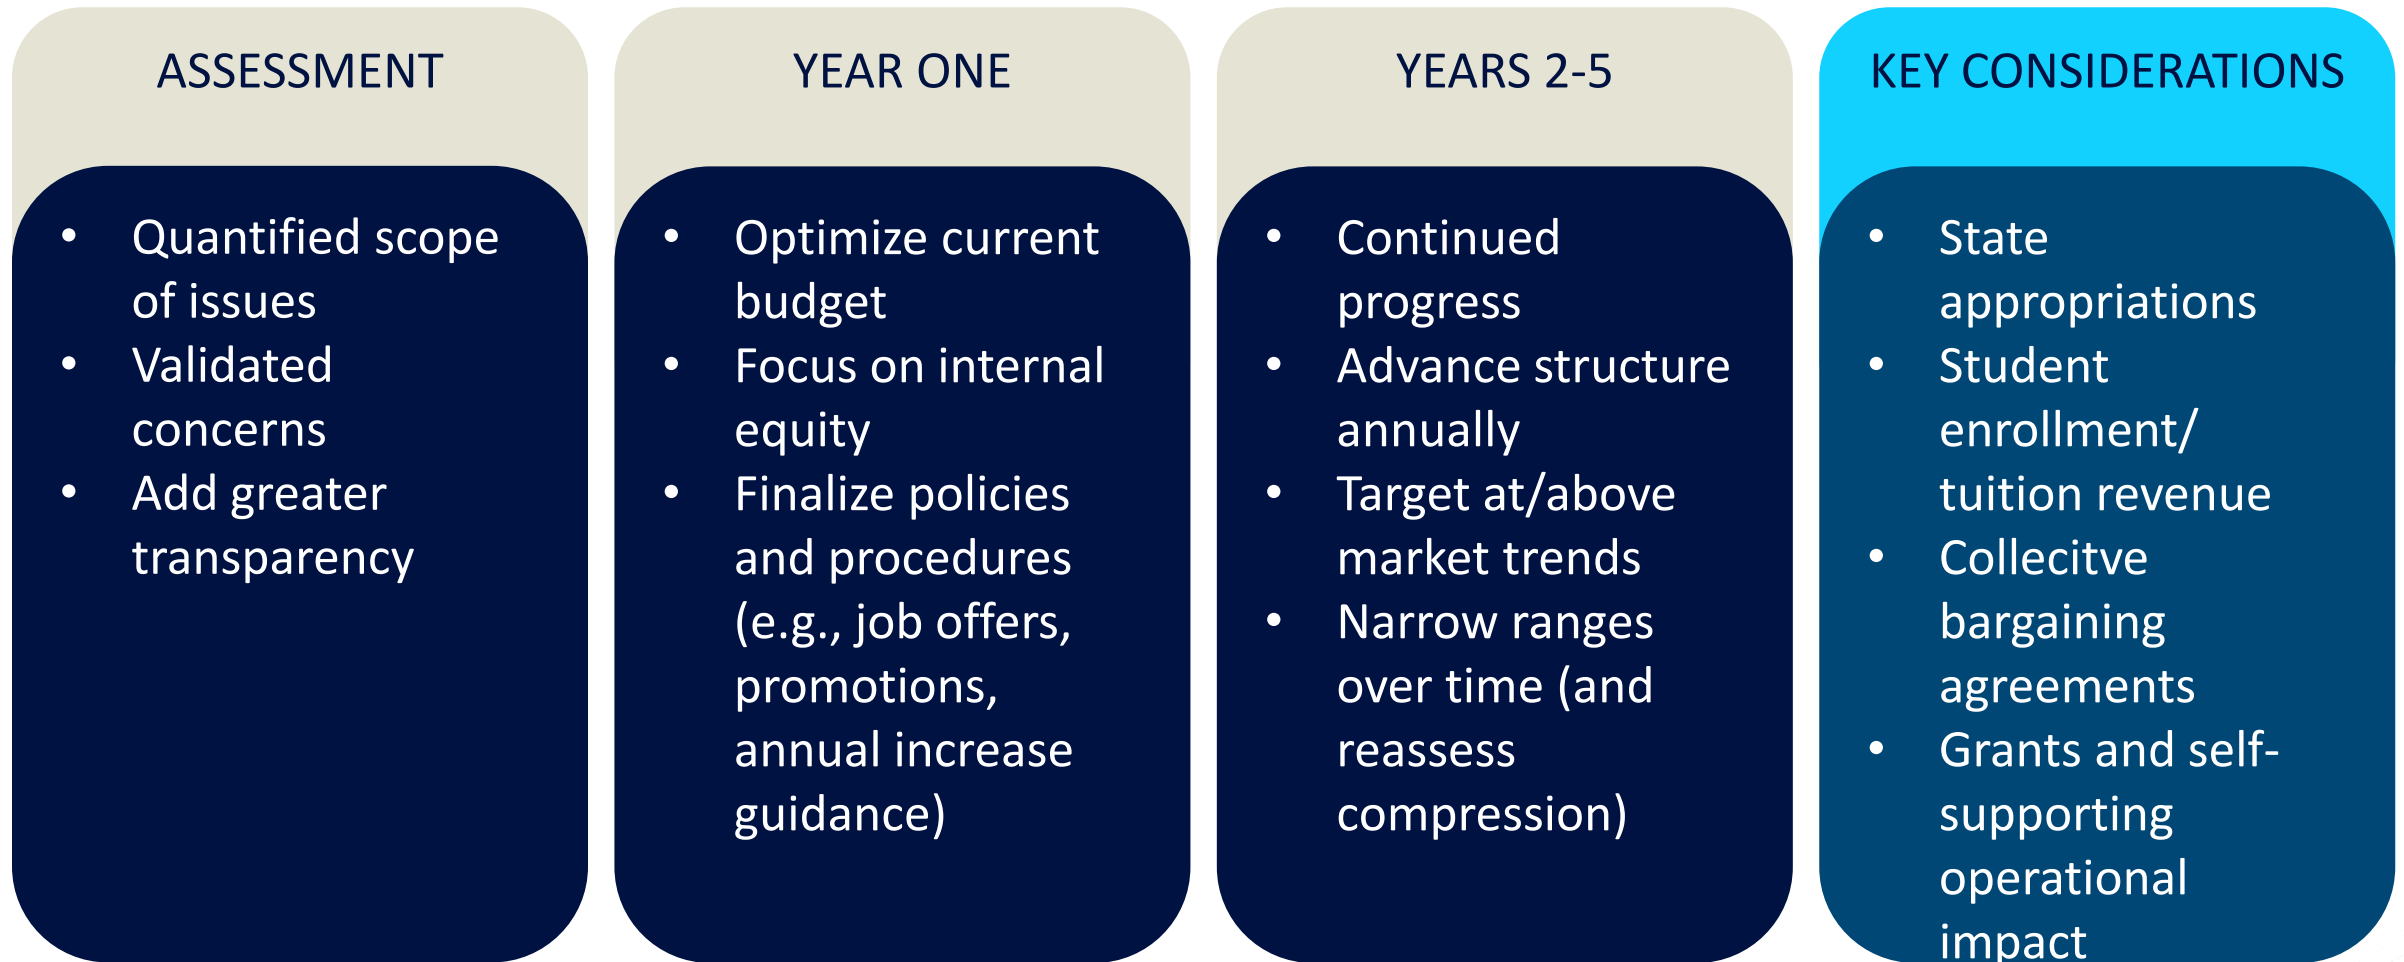 ASSESSMENT
• Quantified scope
of issues
• Validated
concerns
• Add greater
transparency
YEAR ONE
• Optimize current
budget
• Focus on internal
equity
• Finalize policies
and procedures
(e.g., job offers,
promotions,
annual increase
guidance)
YEARS 2-5
• Continued
progress
• Advance structure
annually
• Target at/above
market trends
• Narrow ranges
over time (and
reassess
compression)
KEY CONSIDERATIONS
• State
appropriations
• Student
enrollment/
tuition revenue
• Collecitve
bargaining
agreements
• Grants and self-
supporting
operational
impact